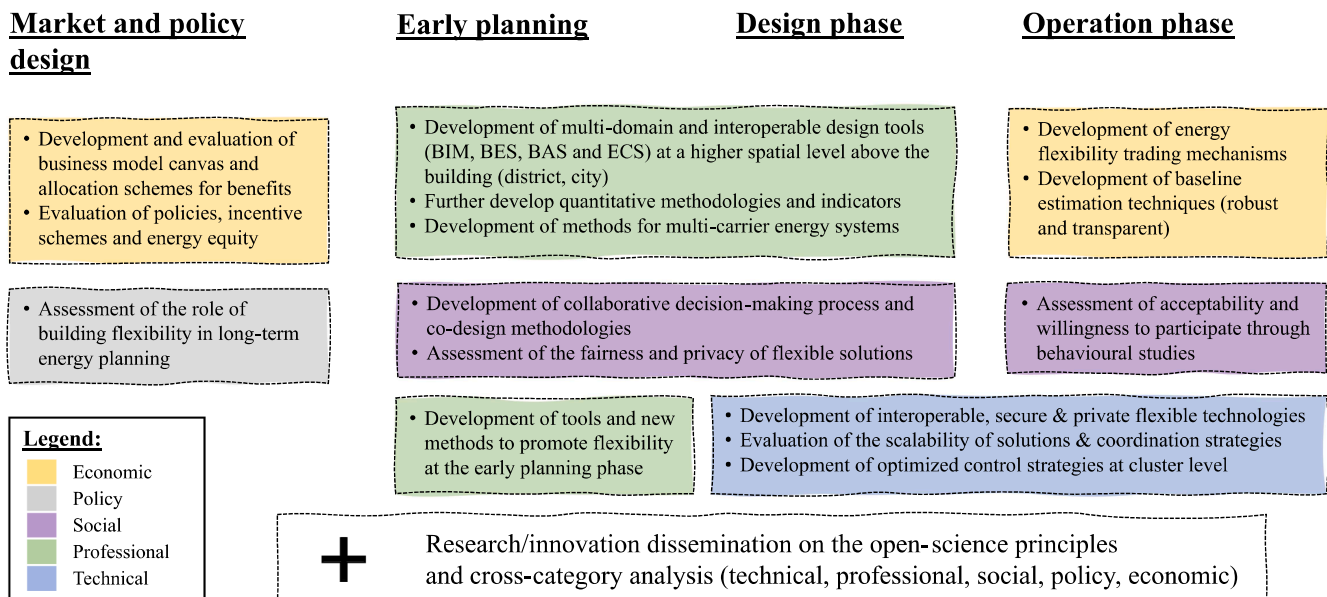 Market and policy
design
Early planning
Design phase
Operation phase
• Development and evaluation of
business model canvas and
allocation schemes for benefits
• Evaluation of policies, incentive
schemes and energy equity
• Development of multi-domain and interoperable design tools
(BIM, BES, BAS and ECS) at a higher spatial level above the
building (district, city)
• Further develop quantitative methodologies and indicators
• Development of methods for multi-carrier energy systems
• Development of energy
flexibility trading mechanisms
• Development of baseline
estimation techniques (robust
and transparent)
• Assessment of the role of
building flexibility in long-term
energy planning
• Development of collaborative decision-making process and
co-design methodologies
• Assessment of the fairness and privacy of flexible solutions
• Assessment of acceptability and
willingness to participate through
behavioural studies
• Development of tools and new
methods to promote flexibility
at the early planning phase
• Development of interoperable, secure & private flexible technologies
• Evaluation of the scalability of solutions & coordination strategies
• Development of optimized control strategies at cluster level
Legend:
Economic
Policy
Social
Professional
Technical
+
Research/innovation dissemination on the open-science principles
and cross-category analysis (technical, professional, social, policy, economic)